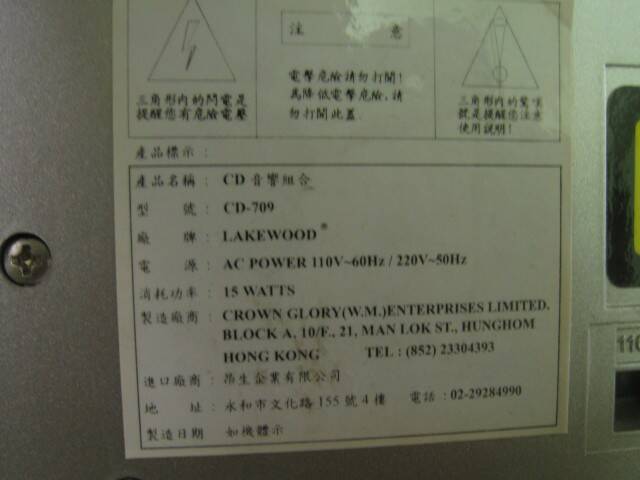 注 意
電擊危險請勿打開!
為降低電擊危險,請
勿打開此蓋.
三角形內的閃電是
提醒您有危險電擊
三角形內的驚嘆
號是提醒您注意
使用說明!
產品標示:
產品名稱: CD 音響組合
型 號: CD-709
廠 牌: LAKEWOOD®
電 源: AC POWER 110V~60Hz / 220V~50Hz
消耗功率: 15 WATTS
製造廠商: CROWN GLORY(W.M.)ENTERPRISES LIMITED.
BLOCK A, 10/F., 21, MAN LOK ST., HUNGHOM
HONG KONG TEL : (852) 23304393
進口廠商: 昂生企業有限公司
地 址: 永和市文化路 155 號 4 樓 電話:02-29284990
製造日期 如機體示
110